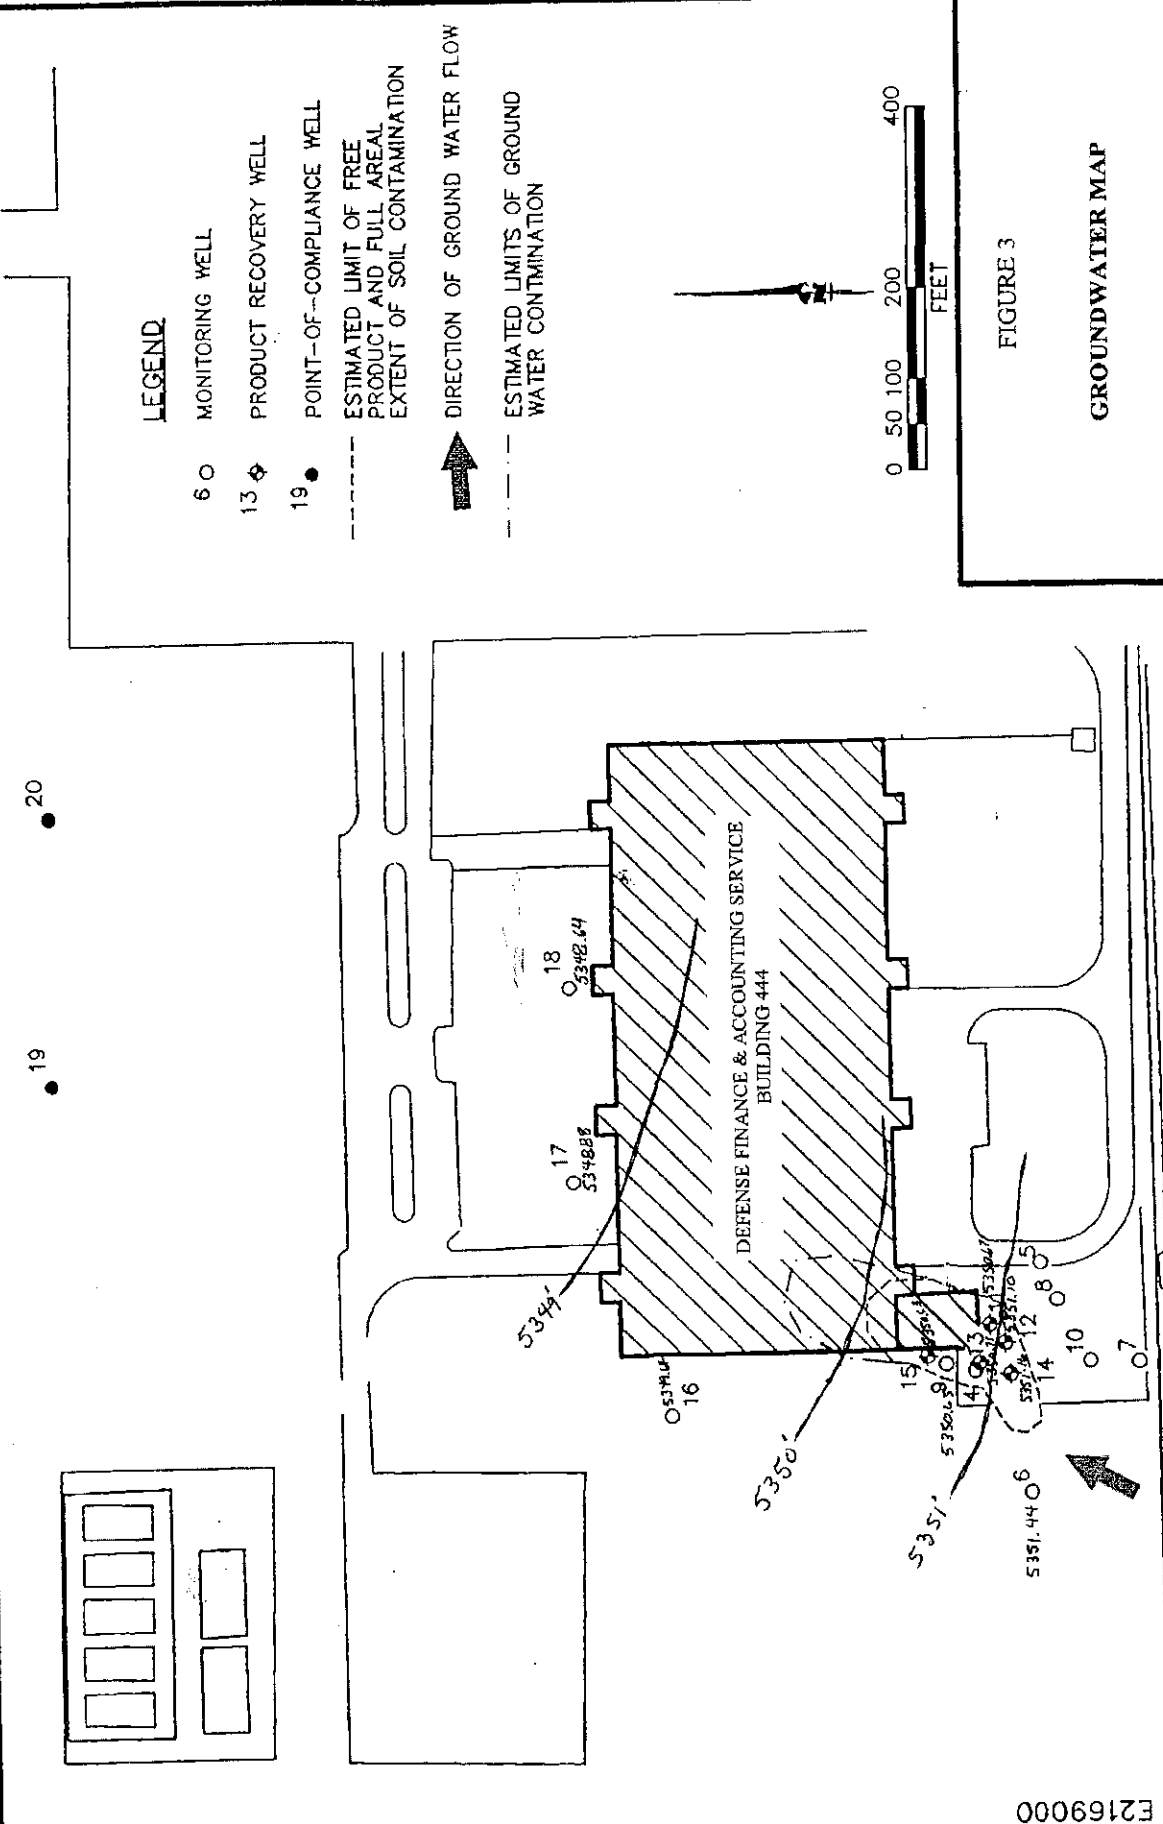 20
19
LEGEND
6 MONITORING WELL
13 PRODUCT RECOVERY WELL
19 POINT-OF-COMPLIANCE WELL
ESTIMATED LIMIT OF FREE
PRODUCT AND FULL AREAL
EXTENT OF SOIL CONTAMINATION
DIRECTION OF GROUND WATER FLOW
ESTIMATED LIMITS OF GROUND
WATER CONTMINATION
18
17
5348.88
5349'
16
DEFENSE FINANCE & ACCOUNTING SERVICE
BUILDING 444
5350'
15
9
5350.65
4
13
5351.10
12
14
5
8
10
7
5351'
6
5351.44
N
0 50 100 200 400
FEET
FIGURE 3
GROUNDWATER MAP
E2169000